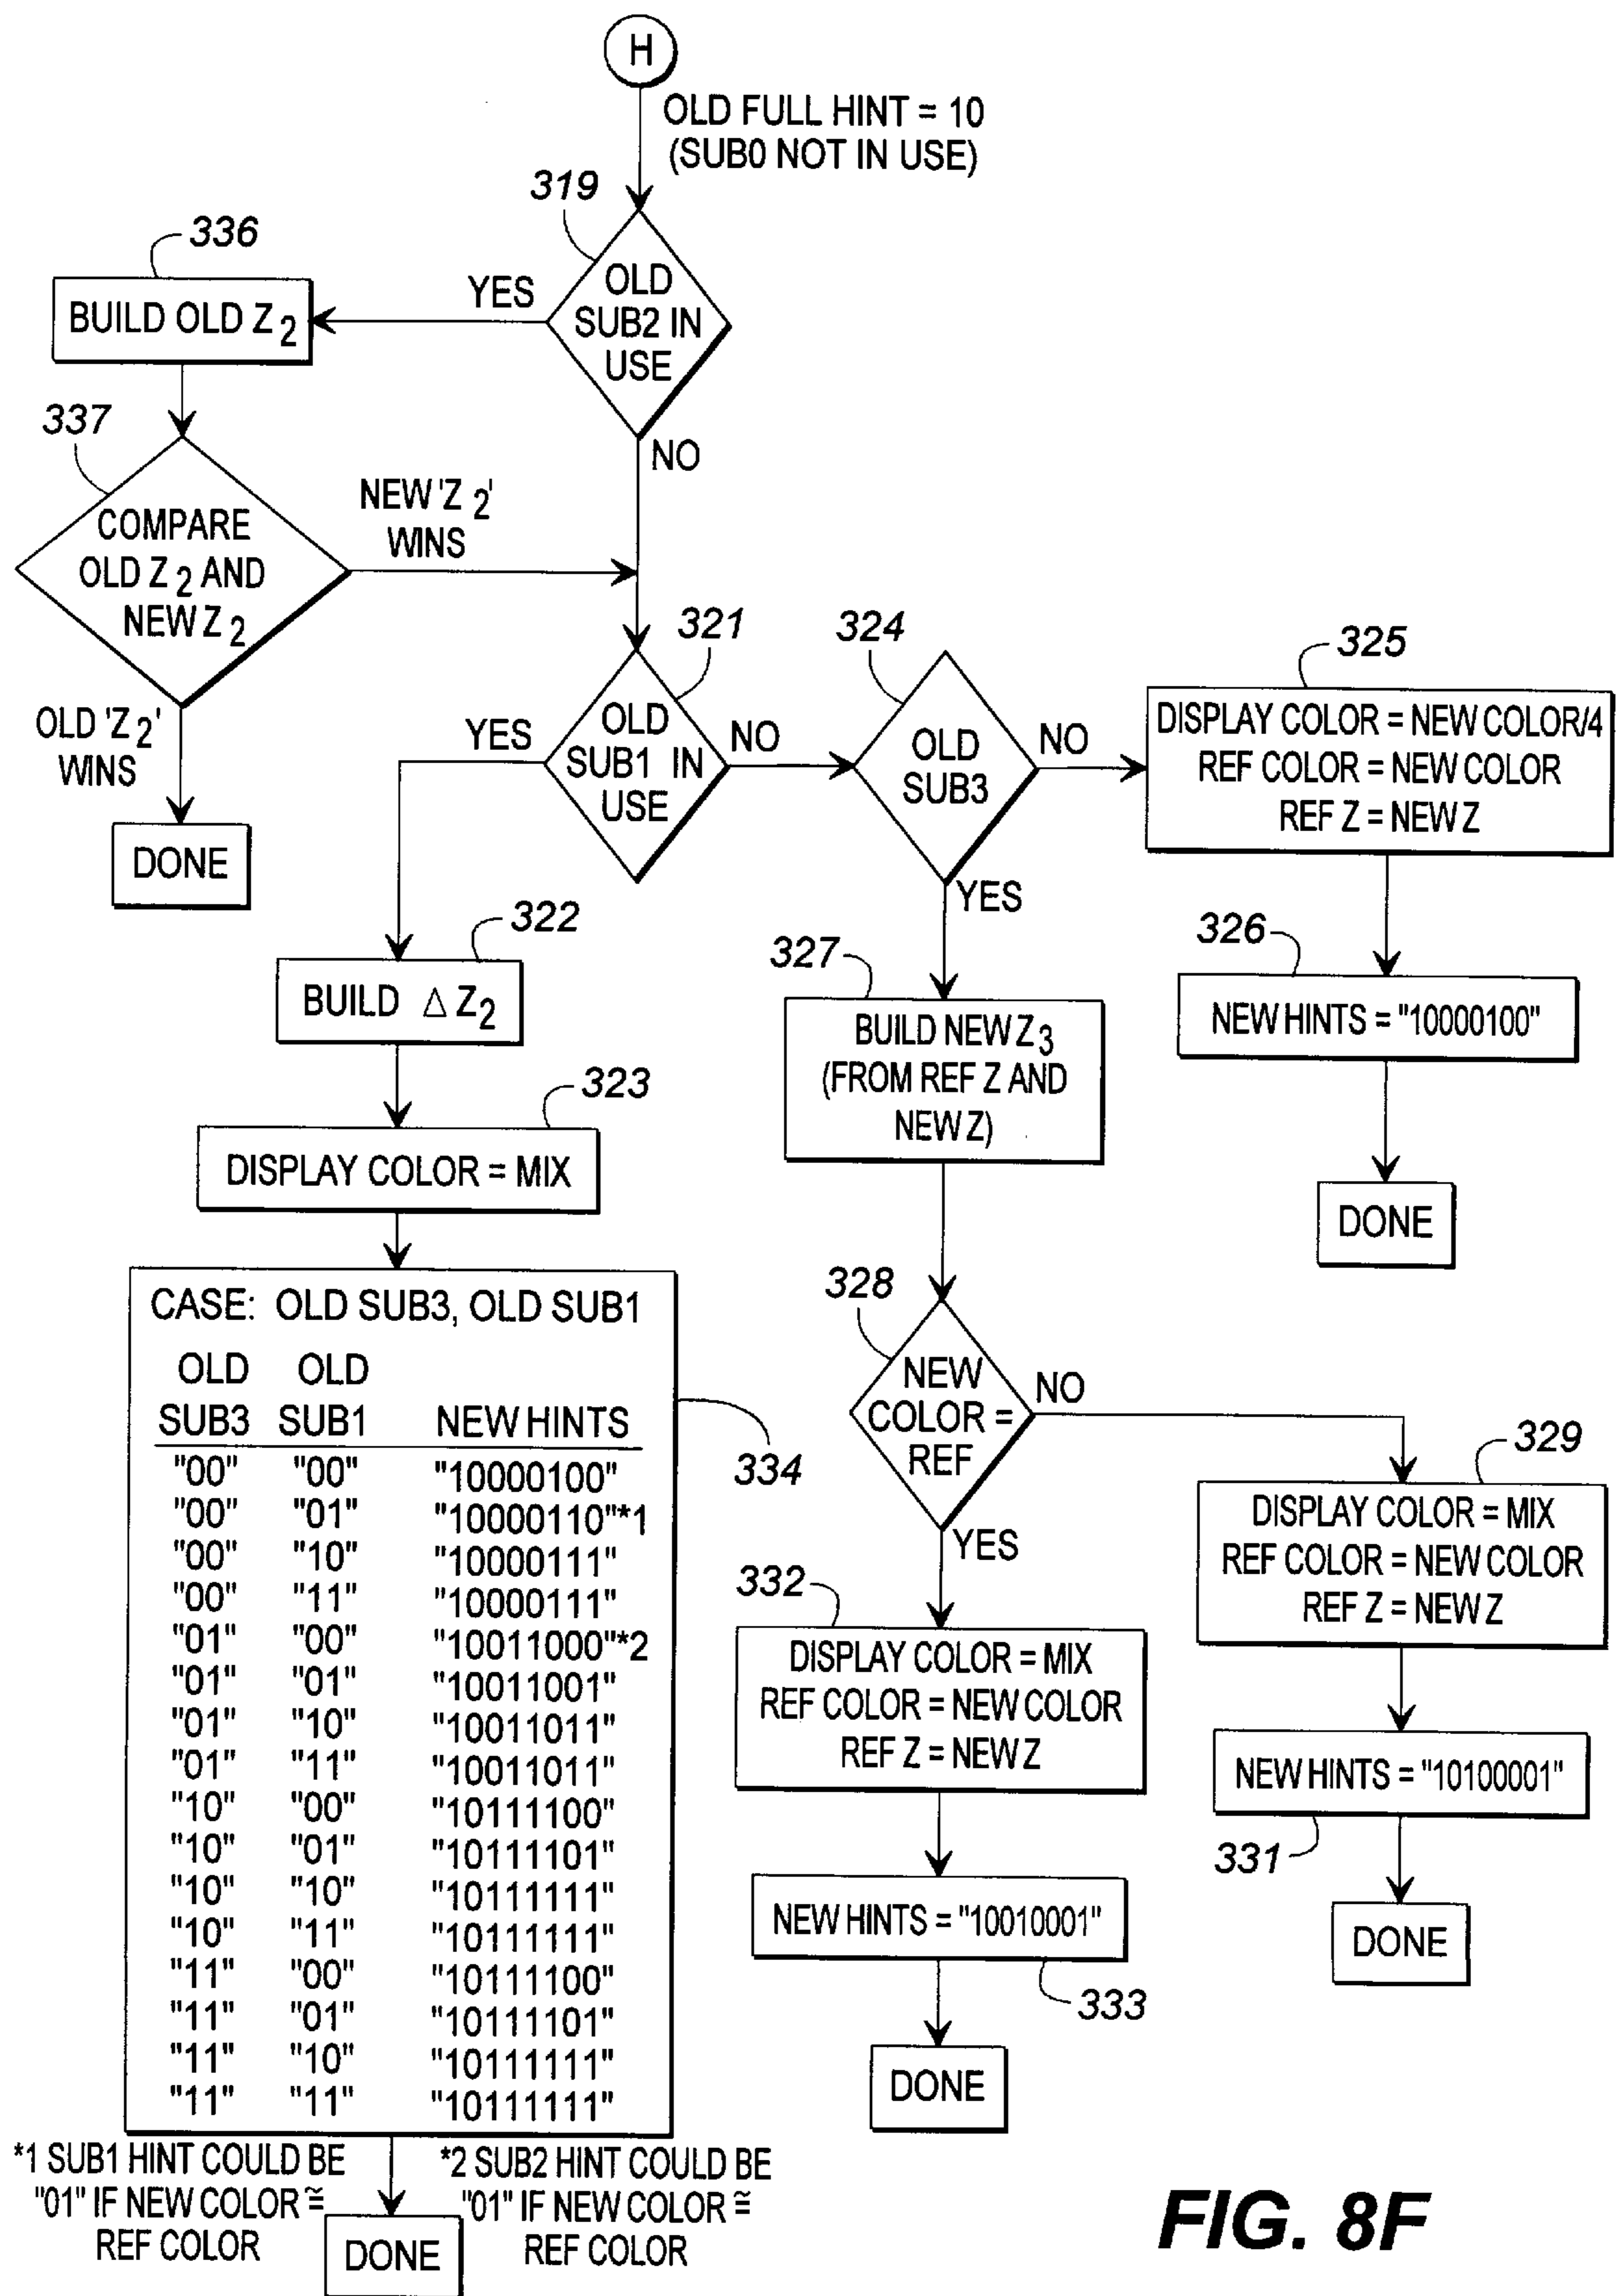 H
OLD FULL HINT = 10
(SUB0 NOT IN USE)
319
OLD
SUB2 IN
USE
YES
NO
336
BUILD OLD Z2
337
COMPARE
OLD Z2 AND
NEW Z2
NEW 'Z2'
WINS
OLD 'Z2'
WINS
DONE
321
OLD
SUB1 IN
USE
YES
NO
324
OLD
SUB3
NO
YES
325
DISPLAY COLOR = NEW COLOR/4
REF COLOR = NEW COLOR
REF Z = NEW Z
326
NEW HINTS = "10000100"
DONE
322
BUILD △ Z2
323
DISPLAY COLOR = MIX
327
BUILD NEW Z3
(FROM REF Z AND
NEW Z)
328
NEW
COLOR =
REF
NO
YES
329
DISPLAY COLOR = MIX
REF COLOR = NEW COLOR
REF Z = NEW Z
331
NEW HINTS = "10100001"
DONE
332
DISPLAY COLOR = MIX
REF COLOR = NEW COLOR
REF Z = NEW Z
333
NEW HINTS = "10010001"
DONE
334
CASE: OLD SUB3, OLD SUB1
OLD OLD
SUB3 SUB1 NEW HINTS
"00" "00" "10000100"
"00" "01" "10000110"*1
"00" "10" "10000111"
"00" "11" "10000111"
"01" "00" "10011000"*2
"01" "01" "10011001"
"01" "10" "10011011"
"01" "11" "10011011"
"10" "00" "10111100"
"10" "01" "10111101"
"10" "10" "10111111"
"10" "11" "10111111"
"11" "00" "10111100"
"11" "01" "10111101"
"11" "10" "10111111"
"11" "11" "10111111"
*1 SUB1 HINT COULD BE
"01" IF NEW COLOR ≅
REF COLOR
*2 SUB2 HINT COULD BE
"01" IF NEW COLOR ≅
REF COLOR
DONE
FIG. 8F